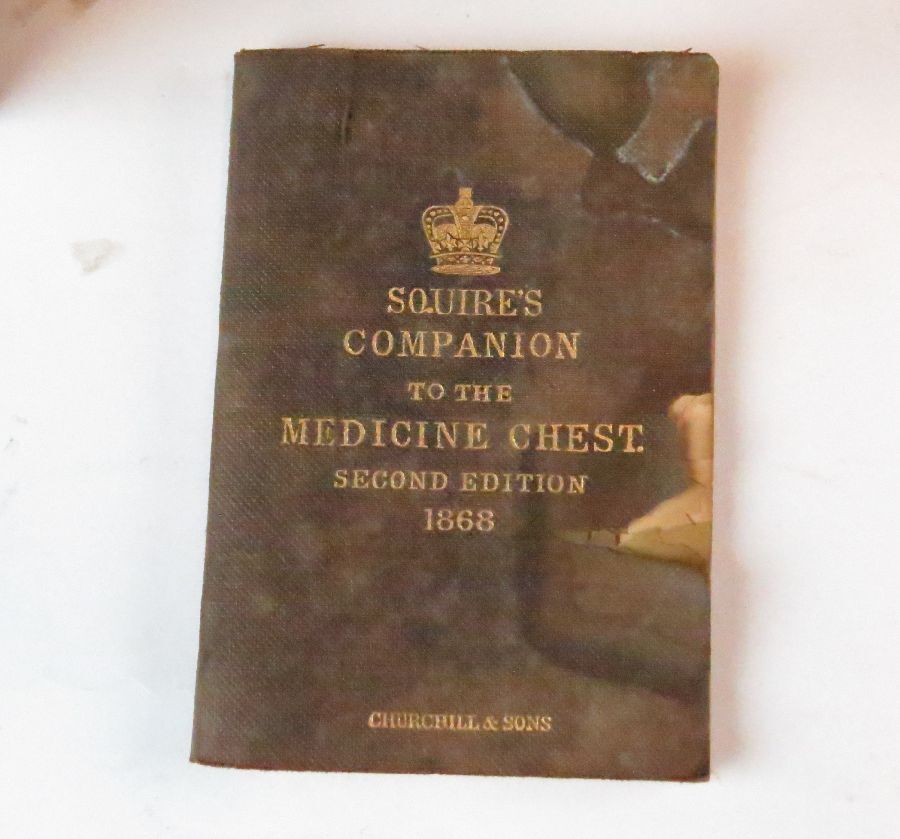 SQUIRE'S
COMPANION
TO THE
MEDICINE CHEST.
SECOND EDITION
1868
CHURCHILL & SONS